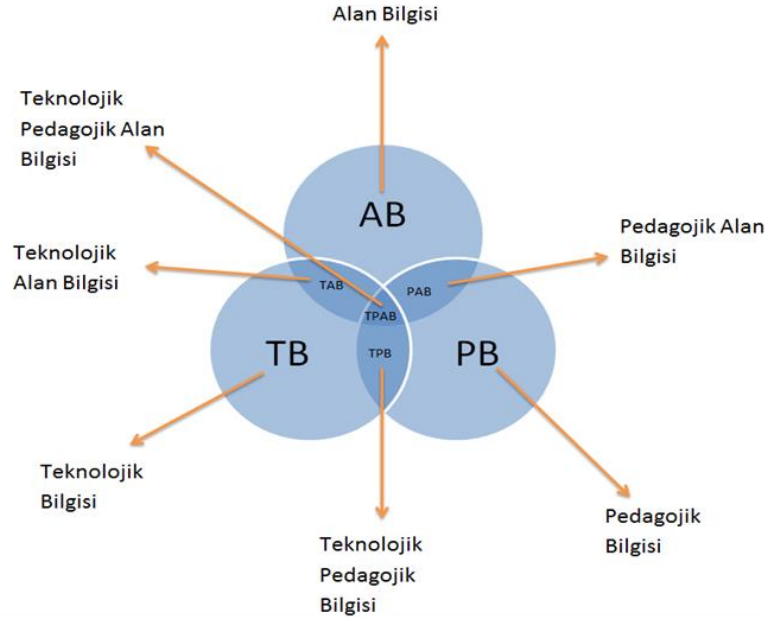 Alan Bilgisi
Teknolojik
Pedagojik Alan
Bilgisi
AB
Teknolojik
Alan Bilgisi
Pedagojik Alan
Bilgisi
TAB
PAB
TPAB
TB
TPB
PB
Teknolojik
Bilgisi
Teknolojik
Pedagojik
Bilgisi
Pedagojik
Bilgisi